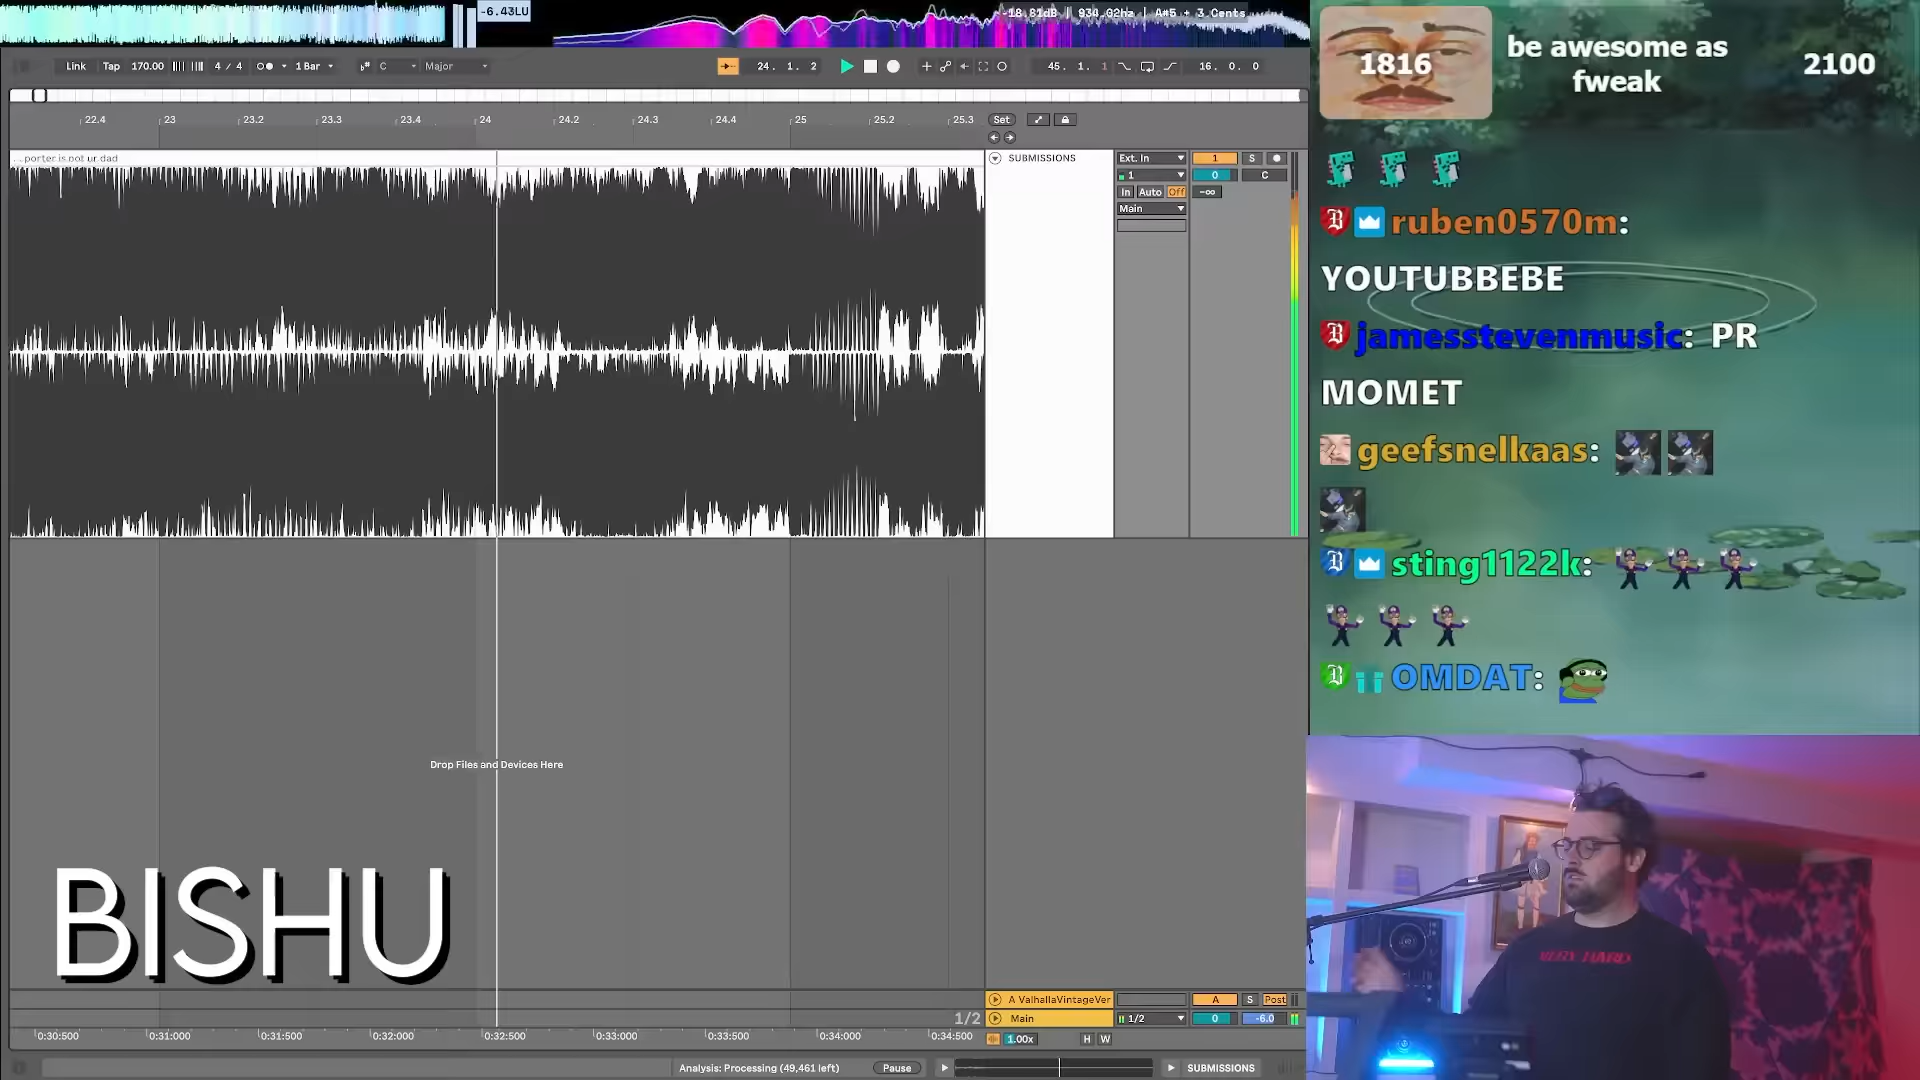 -6.43LU
-18.81dB | 934.02hz | A#5 + 3 Cents
Link Tap 170.00 4 / 4 1 Bar C Major
24. 1. 2
45. 1. 1
16. 0. 0
22.4 23 23.2 23.3 23.4 24 24.2 24.3 24.4 25 25.2 25.3
Set
... porter is not ur dad
SUBMISSIONS
Ext. In 1 S
1 0 C
In Auto Off -∞
Main
Drop Files and Devices Here
BISHU
A ValhallaVintageVer A S Post
1/2 Main 1/2 0 -6.0
0:30:500 0:31:000 0:31:500 0:32:000 0:32:500 0:33:000 0:33:500 0:34:000 0:34:500
1.00x H W
Analysis: Processing (49,461 left) Pause
SUBMISSIONS
1816
be awesome as
fweak
2100
ruben0570m:
YOUTUBBEBE
jamesstevenmusic: PR
MOMET
geefsnelkaas:
sting1122k:
OMDAT:
VERY HARD